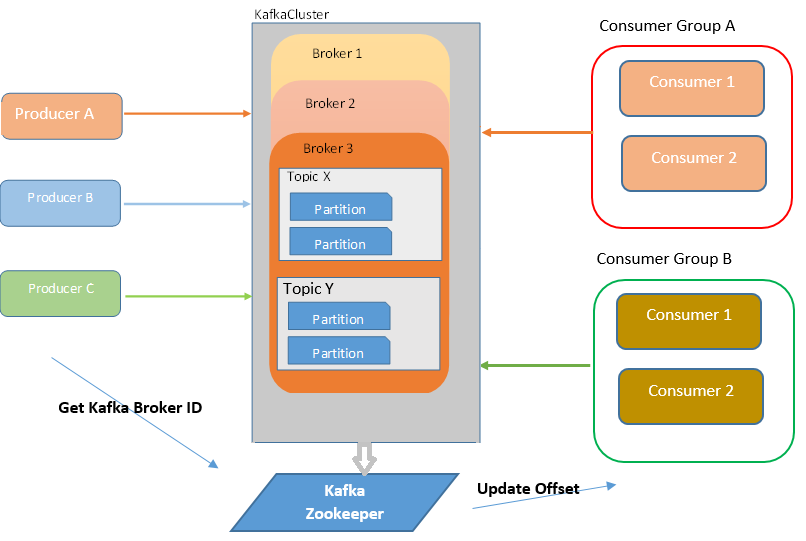 KafkaCluster
Consumer Group A
Broker 1
Consumer 1
Producer A
Broker 2
Broker 3
Consumer 2
Topic X
Producer B
Partition
Partition
Consumer Group B
Producer C
Topic Y
Partition
Consumer 1
Partition
Consumer 2
Get Kafka Broker ID
Kafka
Zookeeper
Update Offset